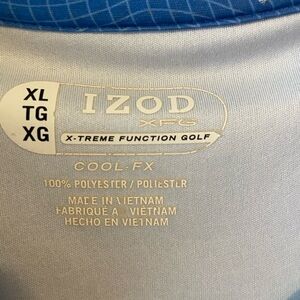 XL
TG
XG
IZOD
XFG
X-TREME FUNCTION GOLF
COOL-FX
100% POLYESTER / POLIESTER
MADE IN VIETNAM
FABRIQUÉ A VIETNAM
HECHO EN VIETNAM